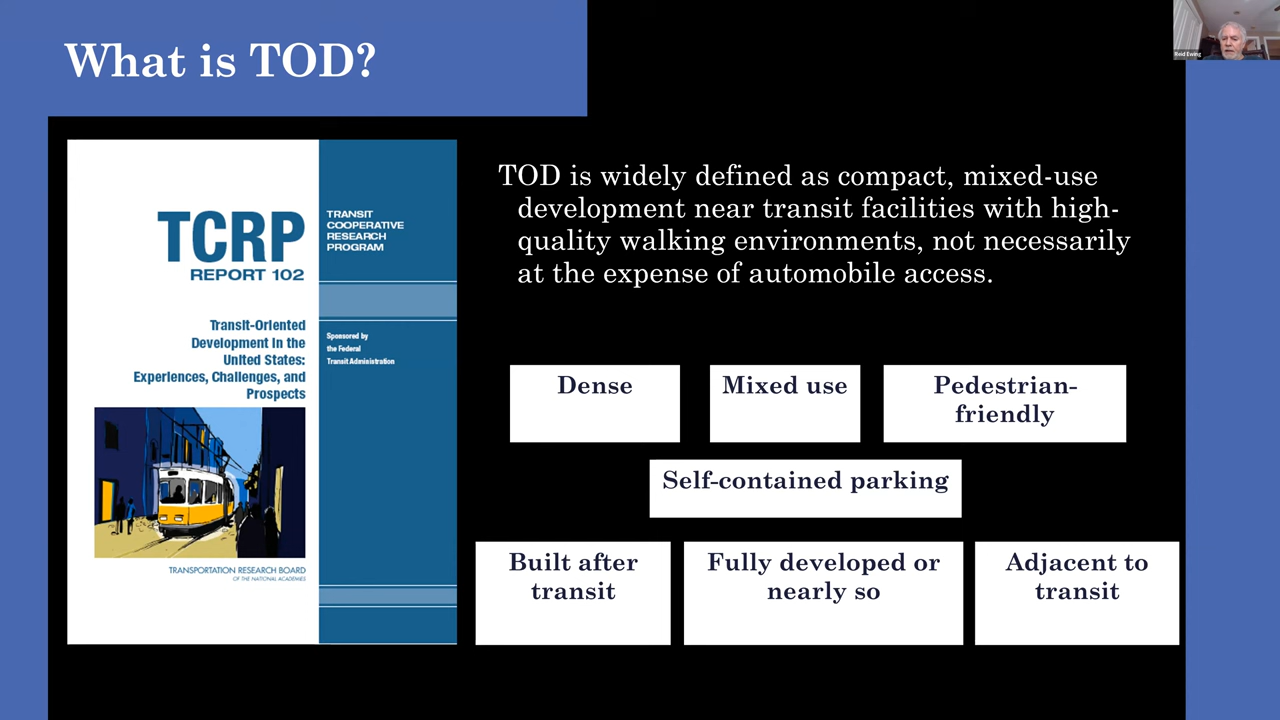 What is TOD?
Reid Ewing
TCRP
REPORT 102
TRANSIT
COOPERATIVE
RESEARCH
PROGRAM
Transit-Oriented
Development in the
United States:
Experiences, Challenges, and
Prospects
Sponsored by
the Federal
Transit Administration
TRANSPORTATION RESEARCH BOARD
OF THE NATIONAL ACADEMIES
TOD is widely defined as compact, mixed-use
development near transit facilities with high-
quality walking environments, not necessarily
at the expense of automobile access.
Dense
Mixed use
Pedestrian-
friendly
Self-contained parking
Built after
transit
Fully developed or
nearly so
Adjacent to
transit